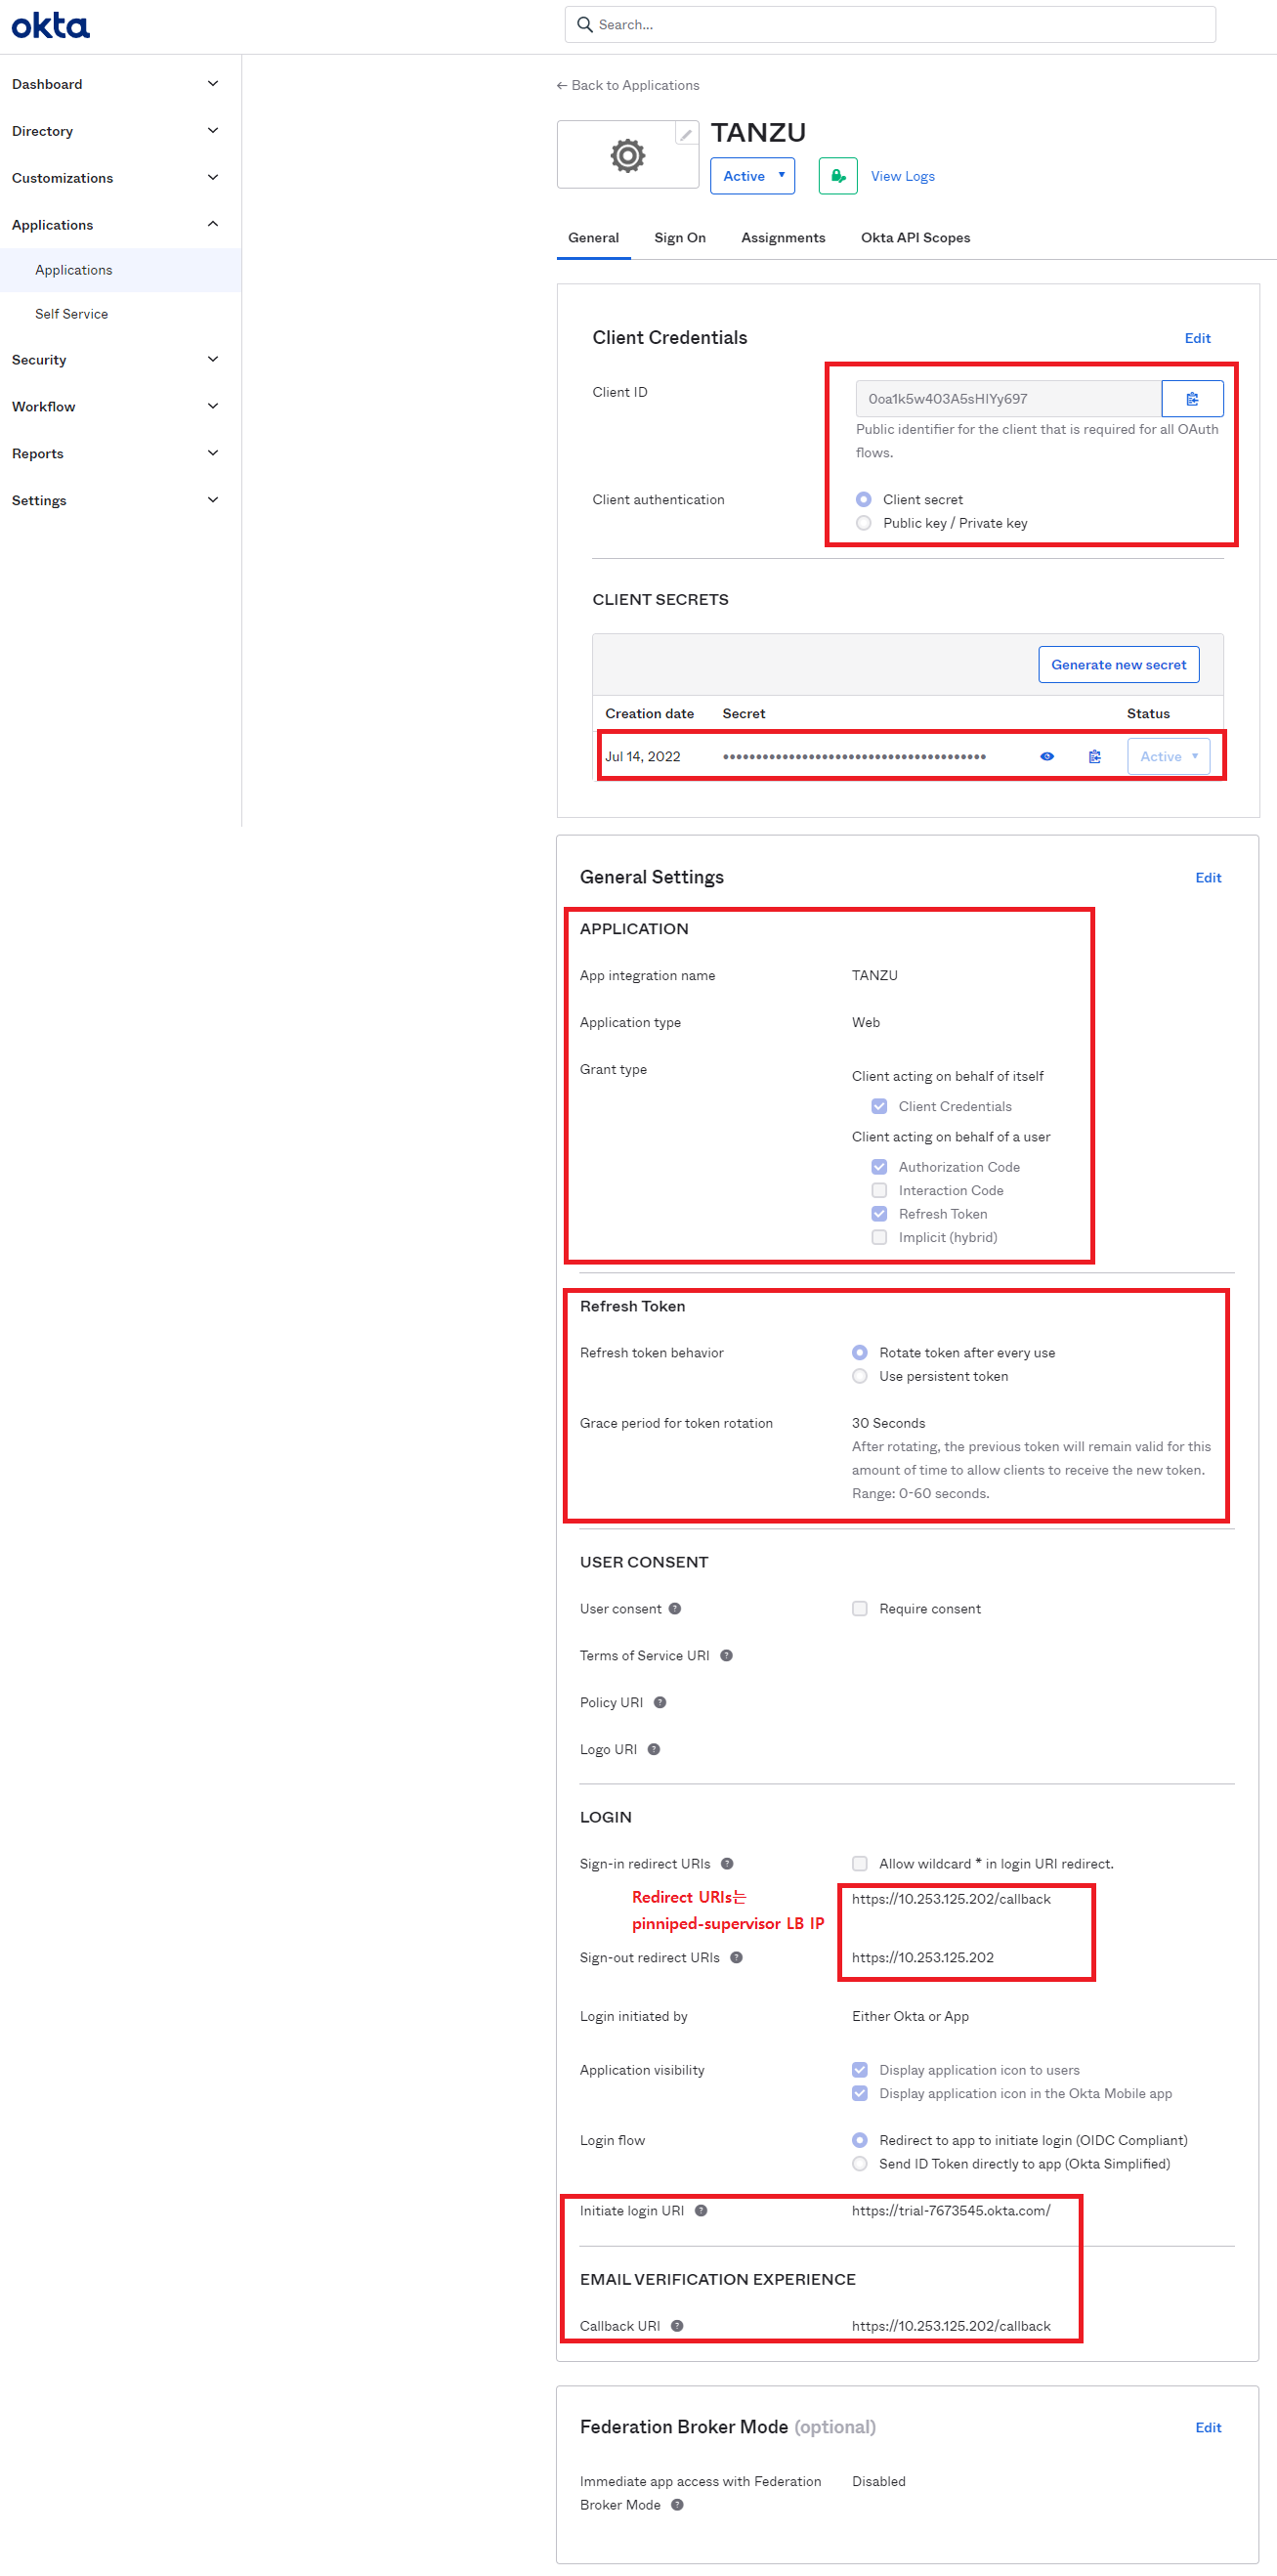 okta
Search...
Dashboard
Directory
Customizations
Applications
Applications
Self Service
Security
Workflow
Reports
Settings
← Back to Applications
TANZU
Active
View Logs
General Sign On Assignments Okta API Scopes
Client Credentials Edit
Client ID 0oa1k5w403A5sHIYy697
Public identifier for the client that is required for all OAuth
flows.
Client authentication Client secret
Public key / Private key
CLIENT SECRETS
Generate new secret
Creation date Secret Status
Jul 14, 2022 •••••••••••••••••••••••••••••••••••••••• Active
General Settings Edit
APPLICATION
App integration name TANZU
Application type Web
Grant type Client acting on behalf of itself
Client Credentials
Client acting on behalf of a user
Authorization Code
Interaction Code
Refresh Token
Implicit (hybrid)
Refresh Token
Refresh token behavior Rotate token after every use
Use persistent token
Grace period for token rotation 30 Seconds
After rotating, the previous token will remain valid for this
amount of time to allow clients to receive the new token.
Range: 0-60 seconds.
USER CONSENT
User consent Require consent
Terms of Service URI
Policy URI
Logo URI
LOGIN
Sign-in redirect URIs Allow wildcard * in login URI redirect.
Redirect URIs는 https://10.253.125.202/callback
pinniped-supervisor LB IP
Sign-out redirect URIs https://10.253.125.202
Login initiated by Either Okta or App
Application visibility Display application icon to users
Display application icon in the Okta Mobile app
Login flow Redirect to app to initiate login (OIDC Compliant)
Send ID Token directly to app (Okta Simplified)
Initiate login URI https://trial-7673545.okta.com/
EMAIL VERIFICATION EXPERIENCE
Callback URI https://10.253.125.202/callback
Federation Broker Mode (optional) Edit
Immediate app access with Federation Disabled
Broker Mode